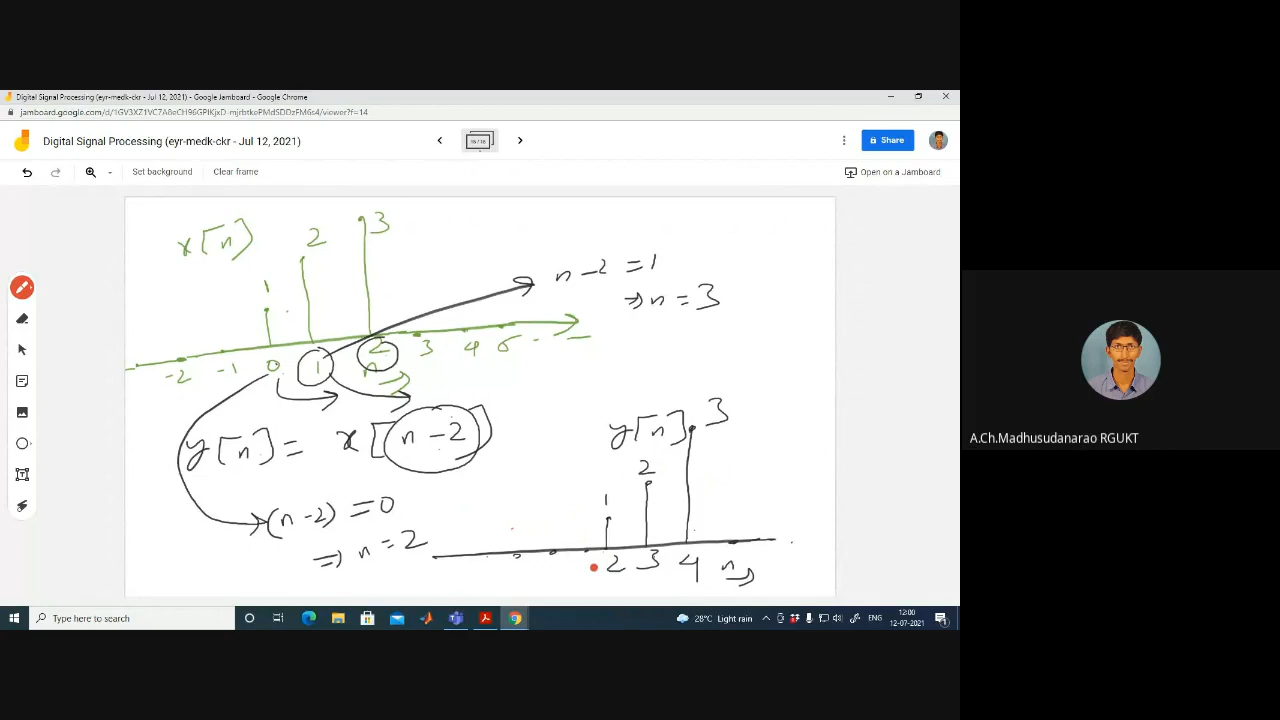 Digital Signal Processing (eyr-medk-ckr - Jul 12, 2021) - Google Jamboard - Google Chrome
Digital Signal Processing (eyr-medk-ckr - Jul 12, 2021)
Share
Set background
Clear frame
Open on a Jamboard
x[n]
1
2
3
n-2 = 1
⇒ n = 3
-2 -1 0 1 2 3 4 5
n
y[n] = x[n-2]
(n-2) = 0
⇒ n = 2
y[n]
1
2
3
2 3 4 n
A.Ch.Madhusudanarao RGUKT
Type here to search
28°C Light rain
ENG
12:00
12-07-2021